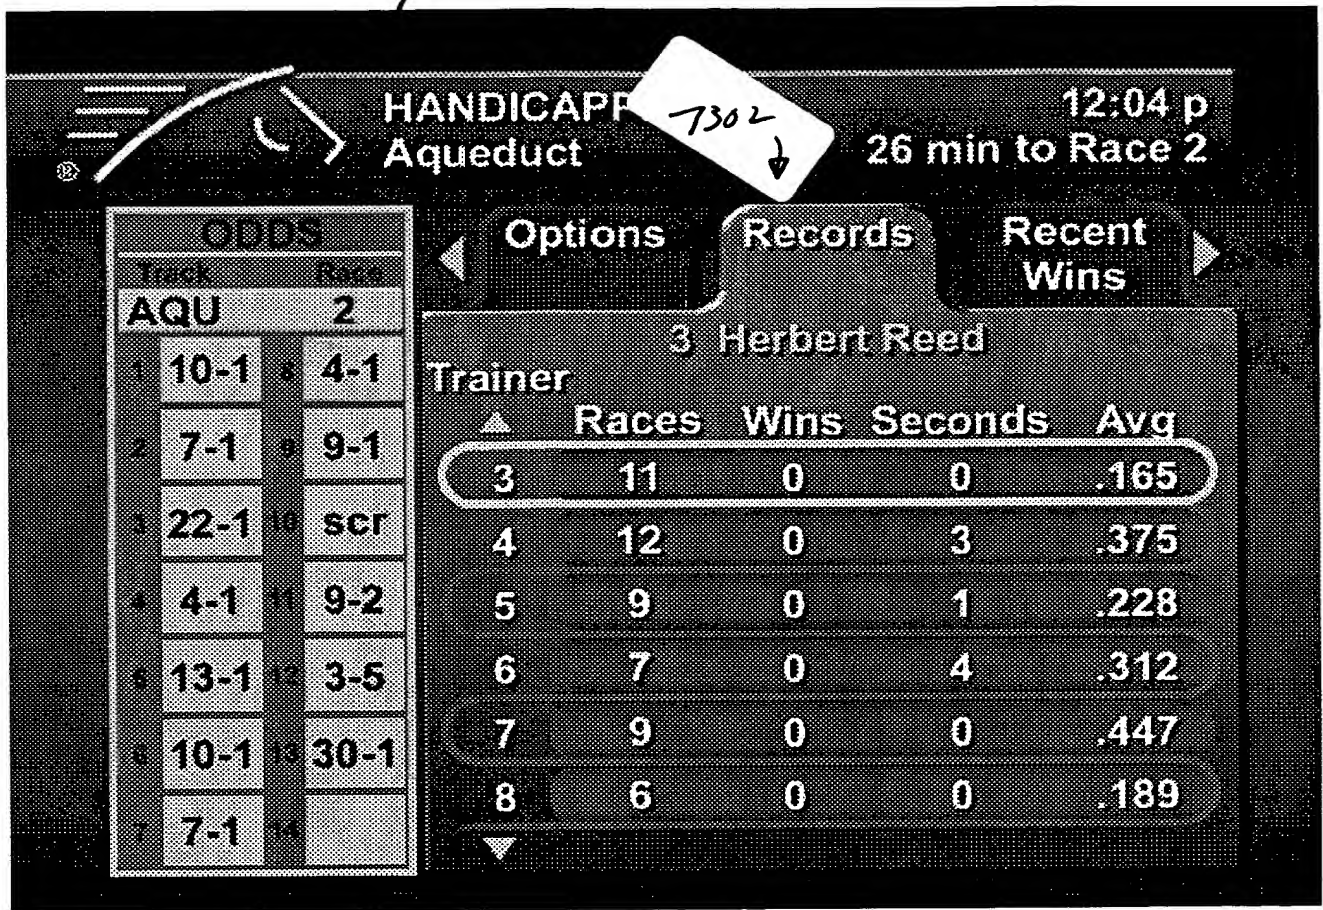 HANDICAPP
Aqueduct
7302
12:04 p
26 min to Race 2
®
ODDS
Track Race
AQU 2
1 10-1 8 4-1
2 7-1 9 9-1
3 22-1 10 scr
4 4-1 11 9-2
5 13-1 12 3-5
6 10-1 13 30-1
7 7-1 14
Options
Records
Recent
Wins
3 Herbert Reed
Trainer
Races Wins Seconds Avg
3 11 0 0 .165
4 12 0 3 .375
5 9 0 1 .228
6 7 0 4 .312
7 9 0 0 .447
8 6 0 0 .189